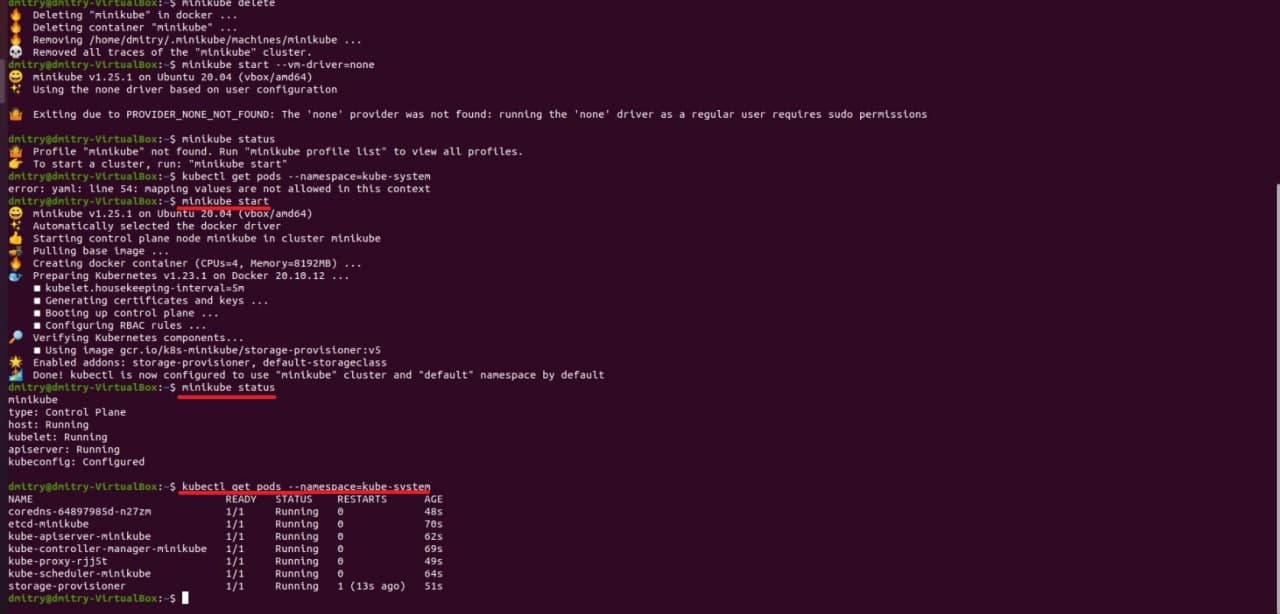 dmitry@dmitry-VirtualBox:~$ minikube delete
Deleting "minikube" in docker ...
Deleting container "minikube" ...
Removing /home/dmitry/.minikube/machines/minikube ...
Removed all traces of the "minikube" cluster.
dmitry@dmitry-VirtualBox:~$ minikube start --vm-driver=none
minikube v1.25.1 on Ubuntu 20.04 (vbox/amd64)
Using the none driver based on user configuration
Exiting due to PROVIDER_NONE_NOT_FOUND: The 'none' provider was not found: running the 'none' driver as a regular user requires sudo permissions
dmitry@dmitry-VirtualBox:~$ minikube status
Profile "minikube" not found. Run "minikube profile list" to view all profiles.
To start a cluster, run: "minikube start"
dmitry@dmitry-VirtualBox:~$ kubectl get pods --namespace=kube-system
error: yaml: line 54: mapping values are not allowed in this context
dmitry@dmitry-VirtualBox:~$ minikube start
minikube v1.25.1 on Ubuntu 20.04 (vbox/amd64)
Automatically selected the docker driver
Starting control plane node minikube in cluster minikube
Pulling base image ...
Creating docker container (CPUs=4, Memory=8192MB) ...
Preparing Kubernetes v1.23.1 on Docker 20.10.12 ...
kubelet.housekeeping-interval=5m
Generating certificates and keys ...
Booting up control plane ...
Configuring RBAC rules ...
Verifying Kubernetes components...
Using image gcr.io/k8s-minikube/storage-provisioner:v5
Enabled addons: storage-provisioner, default-storageclass
Done! kubectl is now configured to use "minikube" cluster and "default" namespace by default
dmitry@dmitry-VirtualBox:~$ minikube status
minikube
type: Control Plane
host: Running
kubelet: Running
apiserver: Running
kubeconfig: Configured
dmitry@dmitry-VirtualBox:~$ kubectl get pods --namespace=kube-system
NAME READY STATUS RESTARTS AGE
coredns-64897985d-n27zm 1/1 Running 0 48s
etcd-minikube 1/1 Running 0 70s
kube-apiserver-minikube 1/1 Running 0 62s
kube-controller-manager-minikube 1/1 Running 0 69s
kube-proxy-rjj5t 1/1 Running 0 49s
kube-scheduler-minikube 1/1 Running 0 64s
storage-provisioner 1/1 Running 1 (13s ago) 51s
dmitry@dmitry-VirtualBox:~$